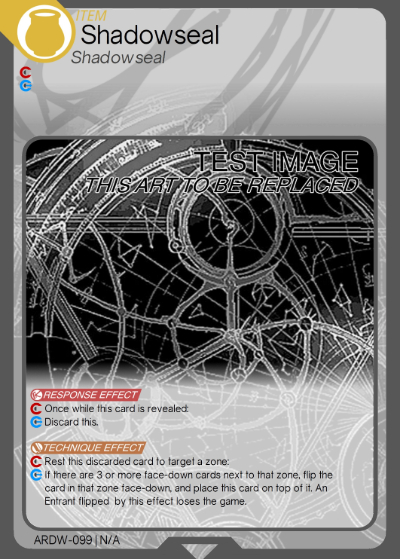 ITEM
Shadowseal
Shadowseal
C
C
TEST IMAGE
THIS ART TO BE REPLACED
RESPONSE EFFECT
C Once while this card is revealed:
C Discard this.
TECHNIQUE EFFECT
C Rest this discarded card to target a zone:
C If there are 3 or more face-down cards next to that zone, flip the
card in that zone face-down, and place this card on top of it. An
Entrant flipped by this effect loses the game.
ARDW-099 | N/A